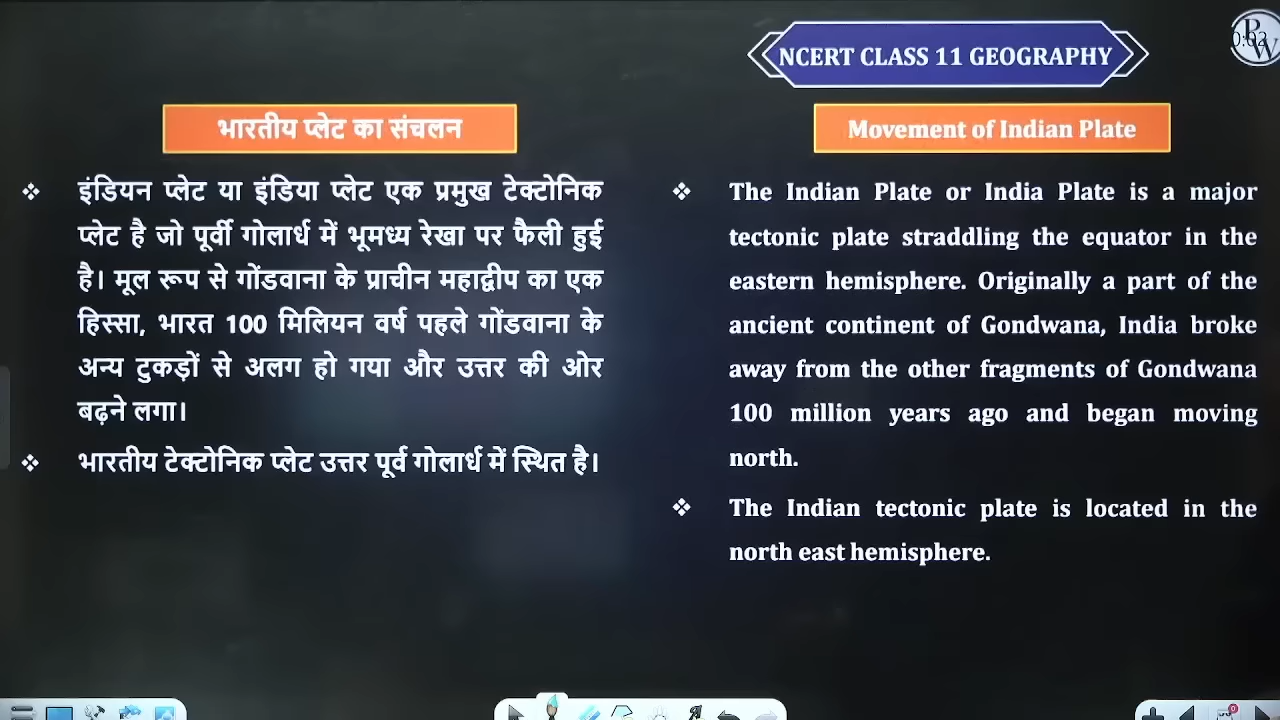 NCERT CLASS 11 GEOGRAPHY
PW
भारतीय प्लेट का संचलन
इंडियन प्लेट या इंडिया प्लेट एक प्रमुख टेक्टोनिक
प्लेट है जो पूर्वी गोलार्ध में भूमध्य रेखा पर फैली हुई
है। मूल रूप से गोंडवाना के प्राचीन महाद्वीप का एक
हिस्सा, भारत 100 मिलियन वर्ष पहले गोंडवाना के
अन्य टुकड़ों से अलग हो गया और उत्तर की ओर
बढ़ने लगा।
भारतीय टेक्टोनिक प्लेट उत्तर पूर्व गोलार्ध में स्थित है।
Movement of Indian Plate
The Indian Plate or India Plate is a major
tectonic plate straddling the equator in the
eastern hemisphere. Originally a part of the
ancient continent of Gondwana, India broke
away from the other fragments of Gondwana
100 million years ago and began moving
north.
The Indian tectonic plate is located in the
north east hemisphere.